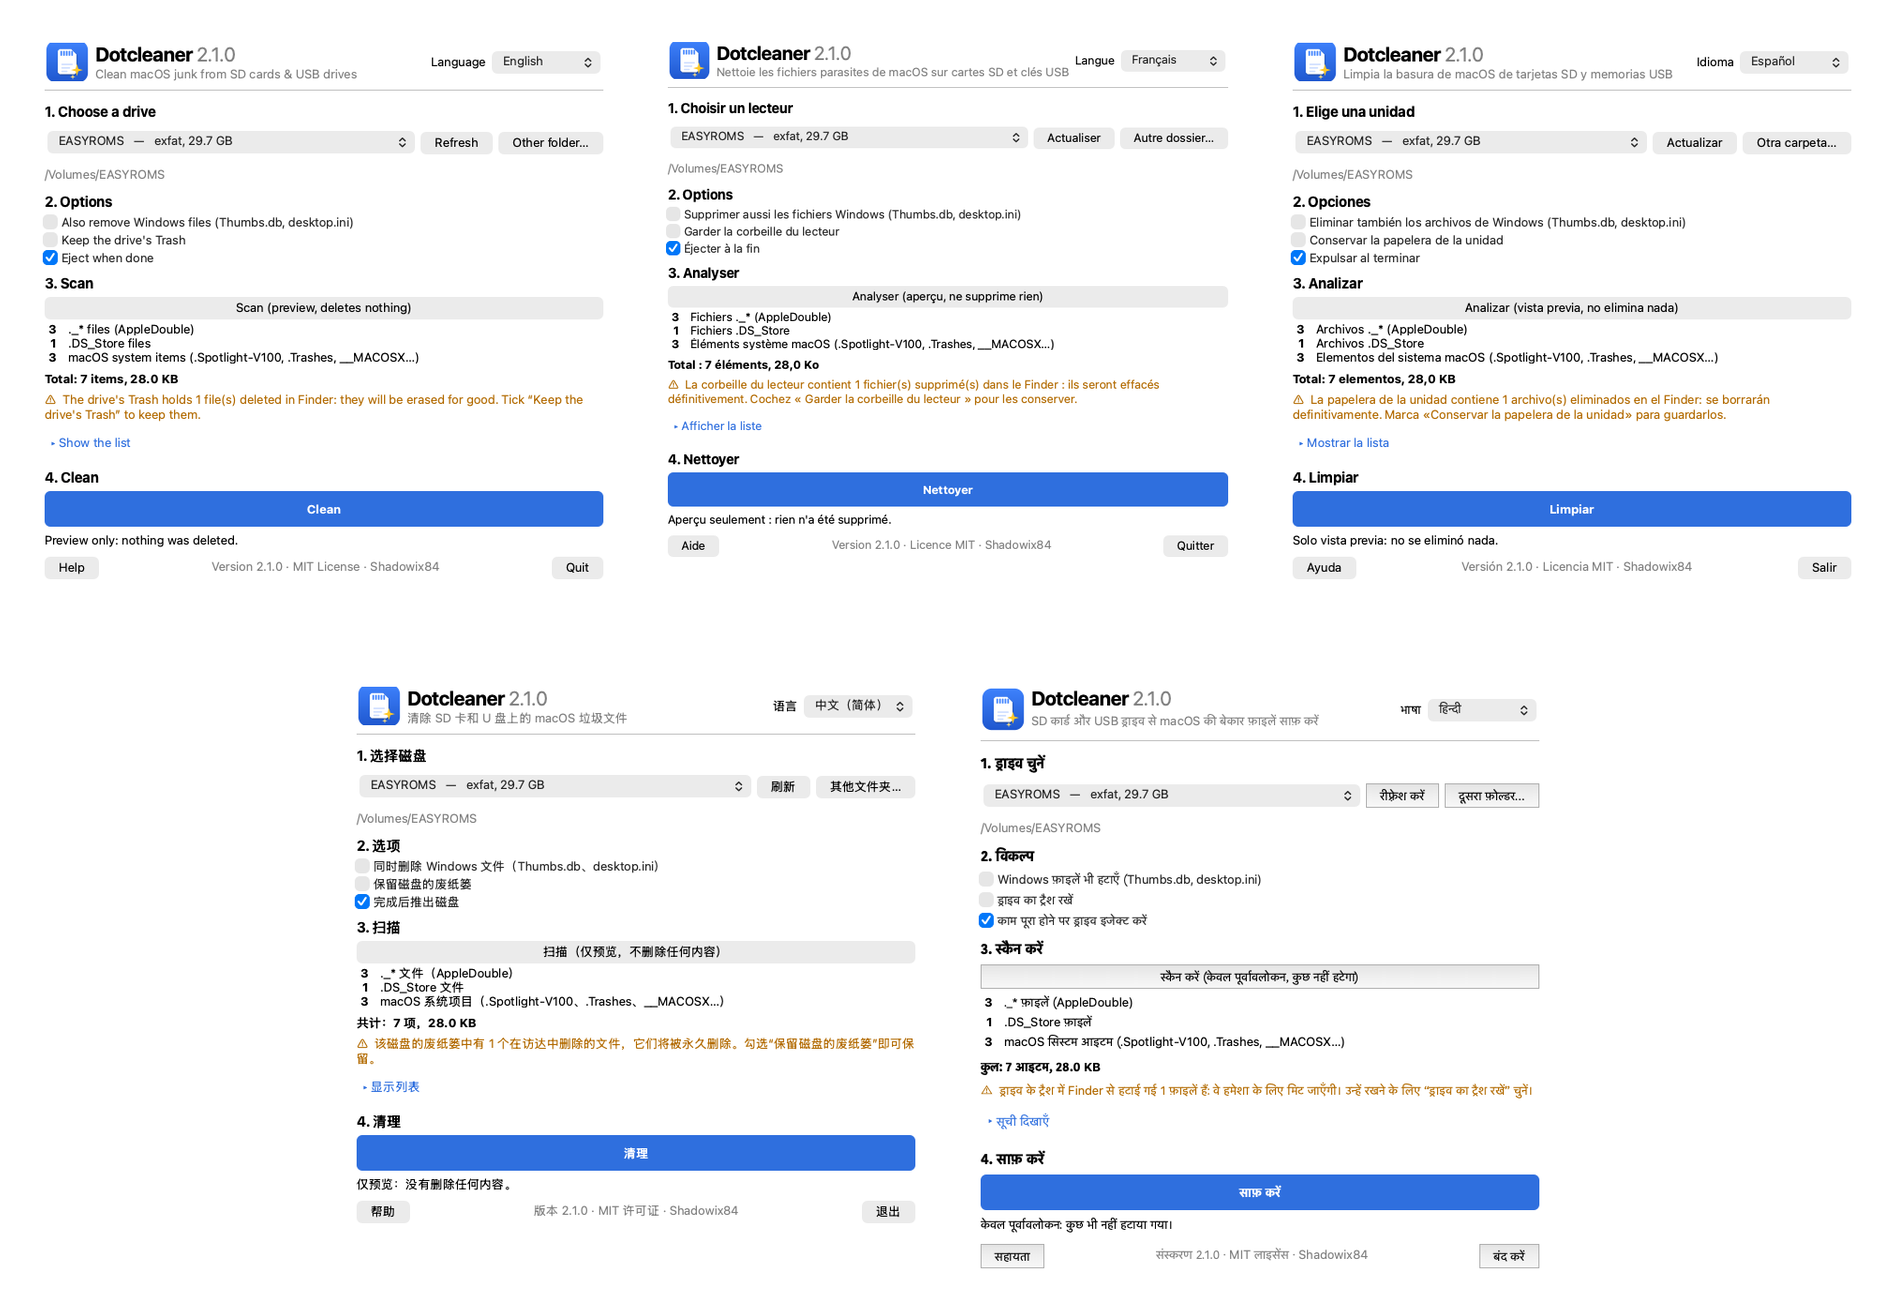 Dotcleaner 2.1.0
Clean macOS junk from SD cards & USB drives
Language English
1. Choose a drive
EASYROMS — exfat, 29.7 GB Refresh Other folder...
/Volumes/EASYROMS
2. Options
Also remove Windows files (Thumbs.db, desktop.ini)
Keep the drive's Trash
Eject when done
3. Scan
Scan (preview, deletes nothing)
3 ._* files (AppleDouble)
1 .DS_Store files
3 macOS system items (.Spotlight-V100, .Trashes, __MACOSX...)
Total: 7 items, 28.0 KB
⚠ The drive's Trash holds 1 file(s) deleted in Finder: they will be erased for good. Tick “Keep the
drive's Trash” to keep them.
▸ Show the list
4. Clean
Clean
Preview only: nothing was deleted.
Help Version 2.1.0 · MIT License · Shadowix84 Quit
Dotcleaner 2.1.0
Nettoie les fichiers parasites de macOS sur cartes SD et clés USB
Langue Français
1. Choisir un lecteur
EASYROMS — exfat, 29.7 GB Actualiser Autre dossier...
/Volumes/EASYROMS
2. Options
Supprimer aussi les fichiers Windows (Thumbs.db, desktop.ini)
Garder la corbeille du lecteur
Éjecter à la fin
3. Analyser
Analyser (aperçu, ne supprime rien)
3 Fichiers ._* (AppleDouble)
1 Fichiers .DS_Store
3 Éléments système macOS (.Spotlight-V100, .Trashes, __MACOSX...)
Total : 7 éléments, 28,0 Ko
⚠ La corbeille du lecteur contient 1 fichier(s) supprimé(s) dans le Finder : ils seront effacés
définitivement. Cochez « Garder la corbeille du lecteur » pour les conserver.
▸ Afficher la liste
4. Nettoyer
Nettoyer
Aperçu seulement : rien n'a été supprimé.
Aide Version 2.1.0 · Licence MIT · Shadowix84 Quitter
Dotcleaner 2.1.0
Limpia la basura de macOS de tarjetas SD y memorias USB
Idioma Español
1. Elige una unidad
EASYROMS — exfat, 29.7 GB Actualizar Otra carpeta...
/Volumes/EASYROMS
2. Opciones
Eliminar también los archivos de Windows (Thumbs.db, desktop.ini)
Conservar la papelera de la unidad
Expulsar al terminar
3. Analizar
Analizar (vista previa, no elimina nada)
3 Archivos ._* (AppleDouble)
1 Archivos .DS_Store
3 Elementos del sistema macOS (.Spotlight-V100, .Trashes, __MACOSX...)
Total: 7 elementos, 28,0 KB
⚠ La papelera de la unidad contiene 1 archivo(s) eliminados en el Finder: se borrarán
definitivamente. Marca «Conservar la papelera de la unidad» para guardarlos.
▸ Mostrar la lista
4. Limpiar
Limpiar
Solo vista previa: no se eliminó nada.
Ayuda Versión 2.1.0 · Licencia MIT · Shadowix84 Salir
Dotcleaner 2.1.0
清除 SD 卡和 U 盘上的 macOS 垃圾文件
语言 中文（简体）
1. 选择磁盘
EASYROMS — exfat, 29.7 GB 刷新 其他文件夹...
/Volumes/EASYROMS
2. 选项
同时删除 Windows 文件（Thumbs.db、desktop.ini）
保留磁盘的废纸篓
完成后推出磁盘
3. 扫描
扫描（仅预览，不删除任何内容）
3 ._* 文件（AppleDouble）
1 .DS_Store 文件
3 macOS 系统项目（.Spotlight-V100、.Trashes、__MACOSX...）
共计：7 项，28.0 KB
⚠ 该磁盘的废纸篓中有 1 个在访达中删除的文件，它们将被永久删除。勾选“保留磁盘的废纸篓”即可保
留。
▸ 显示列表
4. 清理
清理
仅预览：没有删除任何内容。
帮助 版本 2.1.0 · MIT 许可证 · Shadowix84 退出
Dotcleaner 2.1.0
SD कार्ड और USB ड्राइव से macOS की बेकार फ़ाइलें साफ़ करें
भाषा हिन्दी
1. ड्राइव चुनें
EASYROMS — exfat, 29.7 GB रीफ़्रेश करें दूसरा फ़ोल्डर...
/Volumes/EASYROMS
2. विकल्प
Windows फ़ाइलें भी हटाएँ (Thumbs.db, desktop.ini)
ड्राइव का ट्रैश रखें
काम पूरा होने पर ड्राइव इजेक्ट करें
3. स्कैन करें
स्कैन करें (केवल पूर्वावलोकन, कुछ नहीं हटेगा)
3 ._* फ़ाइलें (AppleDouble)
1 .DS_Store फ़ाइलें
3 macOS सिस्टम आइटम (.Spotlight-V100, .Trashes, __MACOSX...)
कुल: 7 आइटम, 28.0 KB
⚠ ड्राइव के ट्रैश में Finder से हटाई गई 1 फ़ाइलें हैं: वे हमेशा के लिए मिट जाएँगी। उन्हें रखने के लिए “ड्राइव का ट्रैश रखें” चुनें।
▸ सूची दिखाएँ
4. साफ़ करें
साफ़ करें
केवल पूर्वावलोकन: कुछ भी नहीं हटाया गया।
सहायता संस्करण 2.1.0 · MIT लाइसेंस · Shadowix84 बंद करें